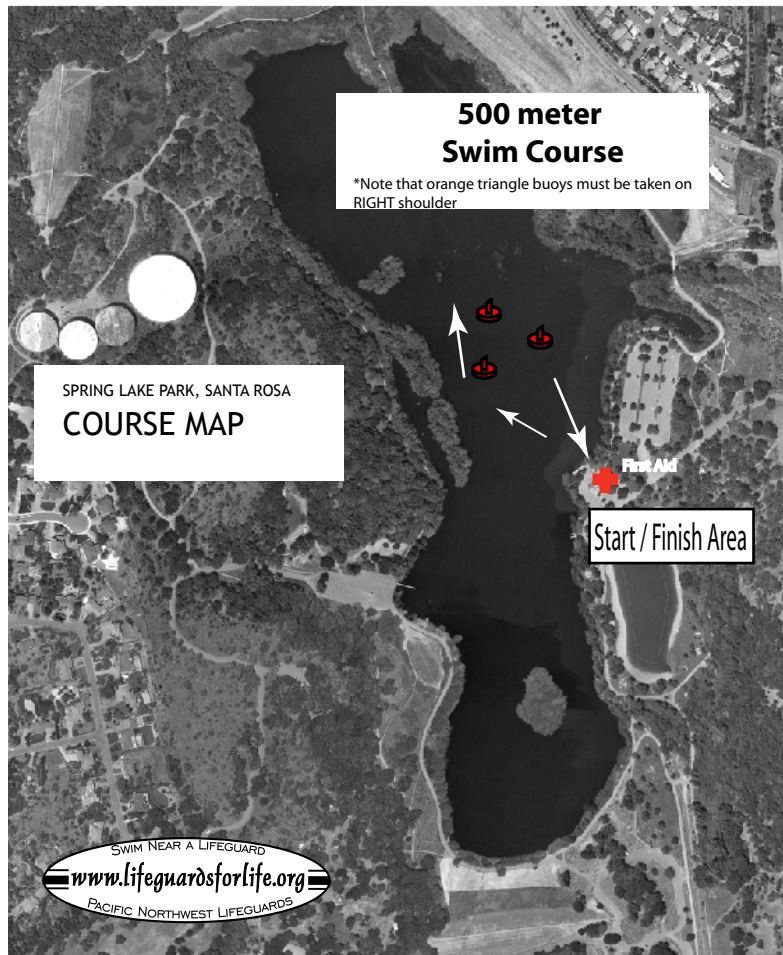 500 meter
Swim Course
*Note that orange triangle buoys must be taken on
RIGHT shoulder
SPRING LAKE PARK, SANTA ROSA
COURSE MAP
First Aid
Start / Finish Area
SWIM NEAR A LIFEGUARD
www.lifeguardsforlife.org
PACIFIC NORTHWEST LIFEGUARDS